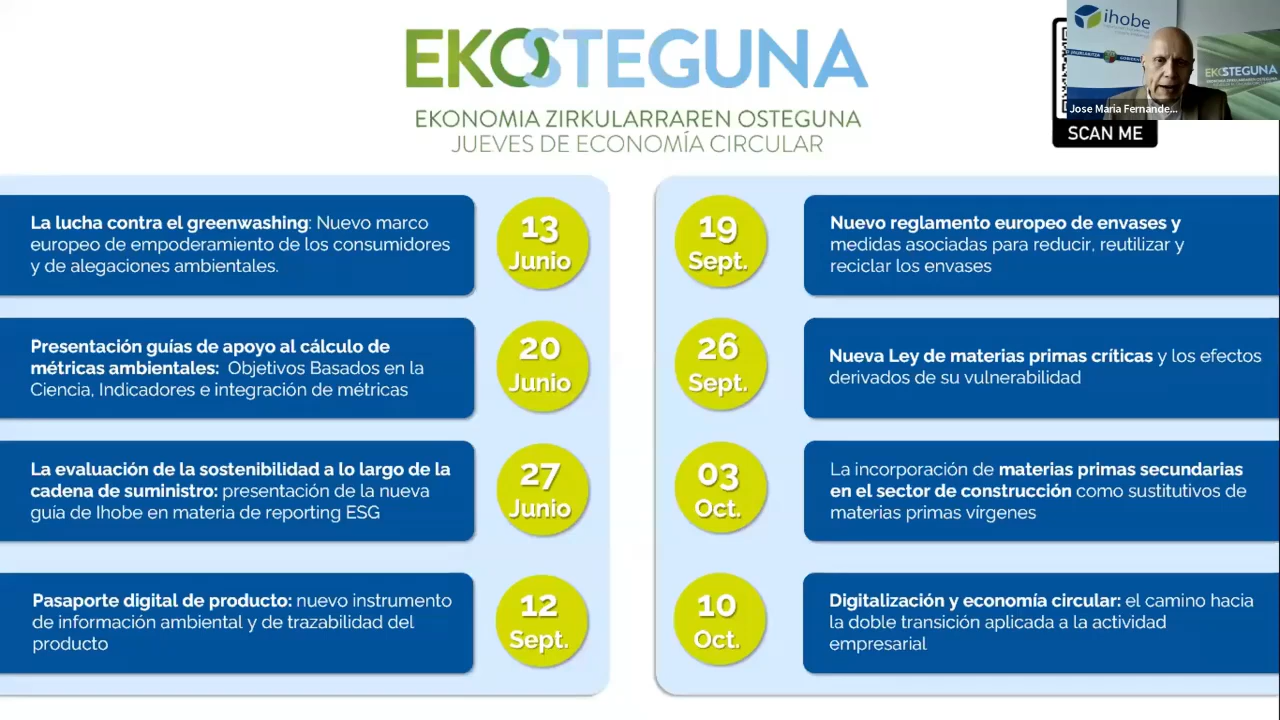 EKOSTEGUNA
EKONOMIA ZIRKULARRAREN OSTEGUNA
JUEVES DE ECONOMÍA CIRCULAR
ihobe
EKOSTEGUNA
Jose Maria Fernande...
SCAN ME
La lucha contra el greenwashing: Nuevo marco
europeo de empoderamiento de los consumidores
y de alegaciones ambientales.
13
Junio
Presentación guías de apoyo al cálculo de
métricas ambientales: Objetivos Basados en la
Ciencia, Indicadores e integración de métricas
20
Junio
La evaluación de la sostenibilidad a lo largo de la
cadena de suministro: presentación de la nueva
guía de Ihobe en materia de reporting ESG
27
Junio
Pasaporte digital de producto: nuevo instrumento
de información ambiental y de trazabilidad del
producto
12
Sept.
19
Sept.
Nuevo reglamento europeo de envases y
medidas asociadas para reducir, reutilizar y
reciclar los envases
26
Sept.
Nueva Ley de materias primas críticas y los efectos
derivados de su vulnerabilidad
03
Oct.
La incorporación de materias primas secundarias
en el sector de construcción como sustitutivos de
materias primas vírgenes
10
Oct.
Digitalización y economía circular: el camino hacia
la doble transición aplicada a la actividad
empresarial